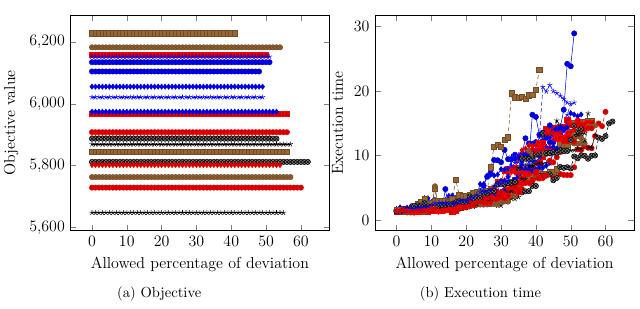 6,200
6,000
5,800
5,600
0 10 20 30 40 50 60
Objective value
Allowed percentage of deviation
(a) Objective
30
20
10
0
0 10 20 30 40 50 60
Execution time
Allowed percentage of deviation
(b) Execution time